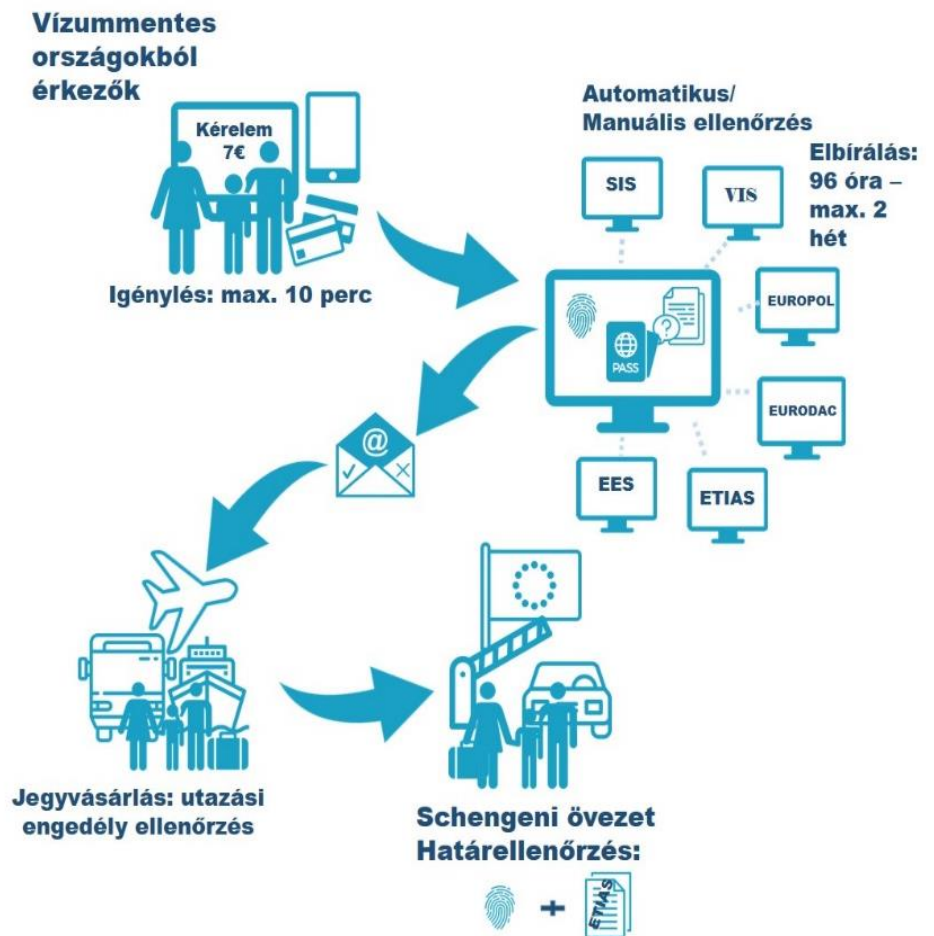 Vízummentes
országokból
érkezők
Kérelem
7€
Igénylés: max. 10 perc
Automatikus/
Manuális ellenőrzés
Elbírálás:
96 óra –
max. 2
hét
SIS
VIS
EUROPOL
EURODAC
ETIAS
EES
PASS
?
@
Jegyvásárlás: utazási
engedély ellenőrzés
Schengeni övezet
Határellenőrzés:
+
ETIAS